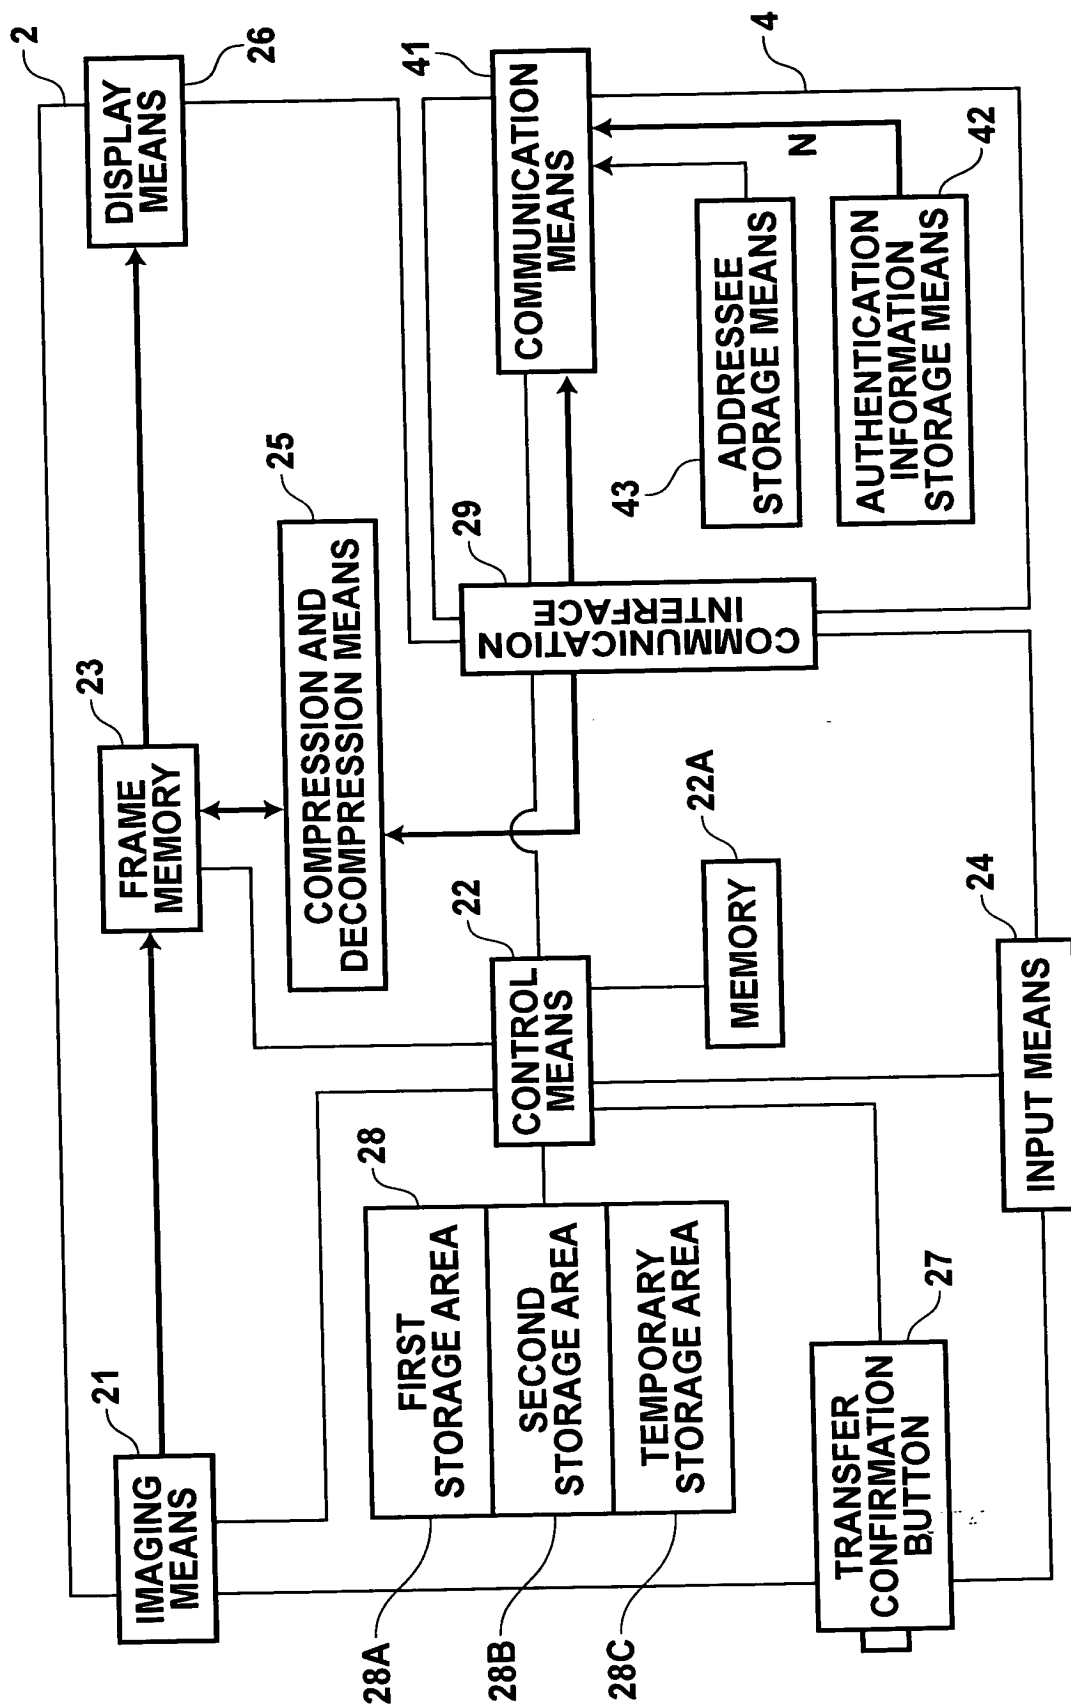 2
IMAGING
MEANS
21
FRAME
MEMORY
23
DISPLAY
MEANS
26
COMPRESSION AND
DECOMPRESSION MEANS
25
28
FIRST
STORAGE AREA
28A
SECOND
STORAGE AREA
28B
TEMPORARY
STORAGE AREA
28C
CONTROL
MEANS
22
MEMORY
22A
COMMUNICATION
INTERFACE
29
COMMUNICATION
MEANS
41
4
ADDRESSEE
STORAGE MEANS
43
N
AUTHENTICATION
INFORMATION
STORAGE MEANS
42
TRANSFER
CONFIRMATION
BUTTON
27
INPUT MEANS
24